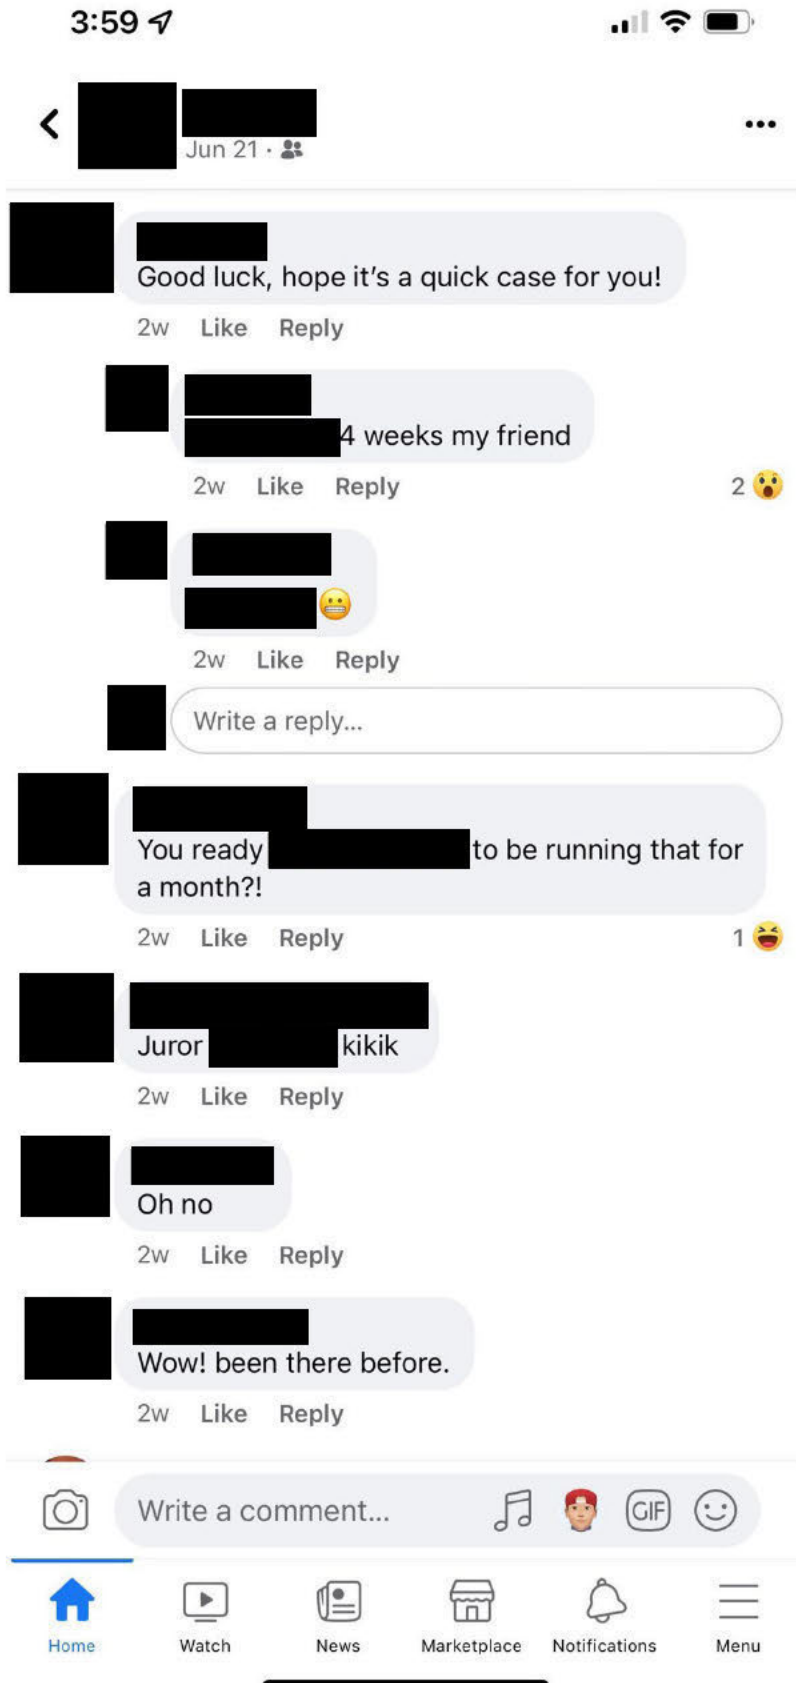 3:59
Jun 21 ·
Good luck, hope it's a quick case for you!
2w Like Reply
4 weeks my friend
2w Like Reply 2
2w Like Reply
Write a reply...
You ready to be running that for
a month?!
2w Like Reply 1
Juror kikik
2w Like Reply
Oh no
2w Like Reply
Wow! been there before.
2w Like Reply
Write a comment...
GIF
Home Watch News Marketplace Notifications Menu